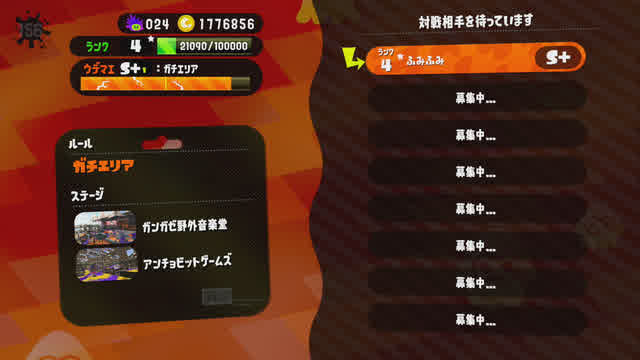 024
1776856
ランク 4 21090/100000
ウデマエ S+ 1 : ガチエリア
ルール
ガチエリア
ステージ
ガンガゼ野外音楽堂
アンチョビットゲームズ
対戦相手を待っています
ランク
4 ふみふみ S+
募集中...
募集中...
募集中...
募集中...
募集中...
募集中...
募集中...